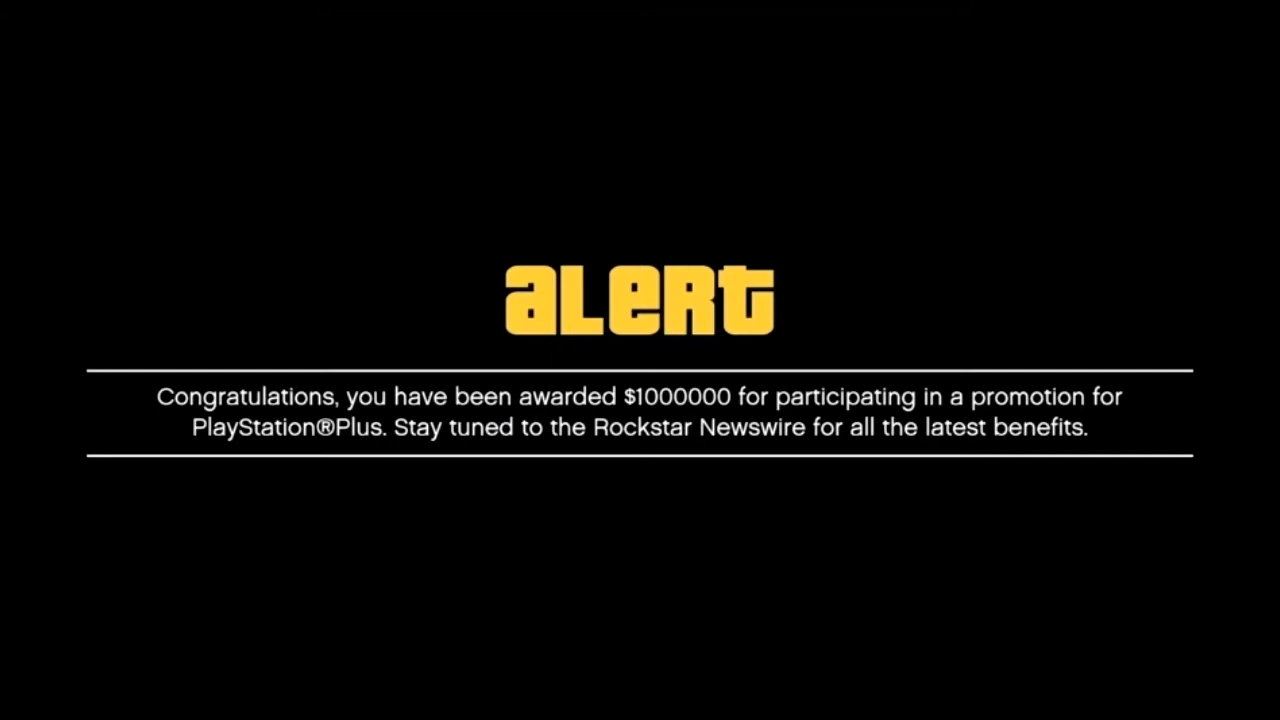 aLeRt
Congratulations, you have been awarded $1000000 for participating in a promotion for
PlayStation®Plus. Stay tuned to the Rockstar Newswire for all the latest benefits.